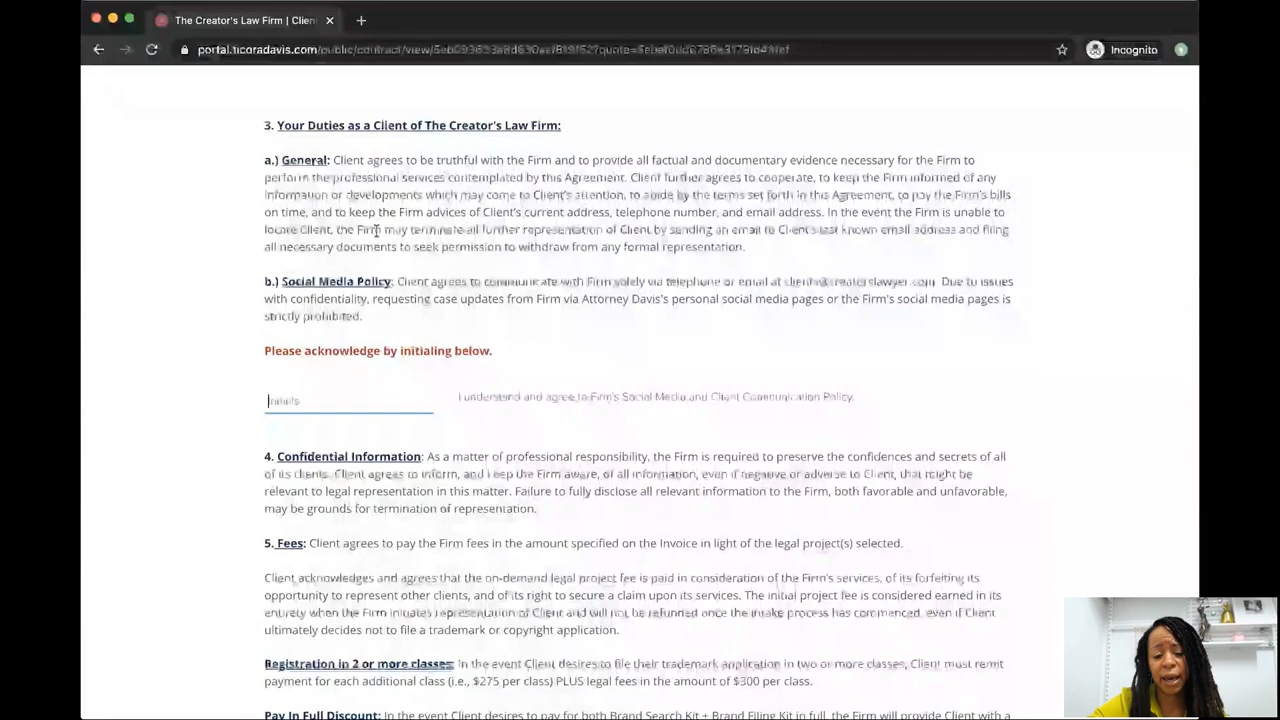 The Creator's Law Firm | Clien
portal.ticoradavis.com/public/contract/view/
Incognito
3. Your Duties as a Client of The Creator's Law Firm:
a.) General: Client agrees to be truthful with the Firm and to provide all factual and documentary evidence necessary for the Firm to
perform the professional services contemplated by this Agreement. Client further agrees to cooperate, to keep the Firm informed of any
information or developments which may come to Client's attention, to abide by the terms set forth in this Agreement, to pay the Firm's bills
on time, and to keep the Firm advices of Client's current address, telephone number, and email address. In the event the Firm is unable to
locate Client, the Firm may terminate all further representation of Client by sending an email to Client's last known email address and filing
all necessary documents to seek permission to withdraw from any formal representation.
b.) Social Media Policy: Client agrees to communicate with Firm solely via telephone or email at Due to issues
with confidentiality, requesting case updates from Firm via Attorney Davis's personal social media pages or the Firm's social media pages is
strictly prohibited.
Please acknowledge by initialing below.
Initials
I understand and agree to Firm's Social Media and Client Communication Policy.
4. Confidential Information: As a matter of professional responsibility, the Firm is required to preserve the confidences and secrets of all
of its clients. Client agrees to inform, and keep the Firm aware, of all information, even if negative or adverse to Client, that might be
relevant to legal representation in this matter. Failure to fully disclose all relevant information to the Firm, both favorable and unfavorable,
may be grounds for termination of representation.
5. Fees: Client agrees to pay the Firm fees in the amount specified on the Invoice in light of the legal project(s) selected.
Client acknowledges and agrees that the on-demand legal project fee is paid in consideration of the Firm's services, of its forfeiting its
opportunity to represent other clients, and of its right to secure a claim upon its services. The initial project fee is considered earned in its
entirety when the Firm initiates representation of Client and will not be refunded once the intake process has commenced, even if Client
ultimately decides not to file a trademark or copyright application.
Registration in 2 or more classes: In the event Client desires to file their trademark application in two or more classes, Client must remit
payment for each additional class (i.e., $275 per class) PLUS legal fees in the amount of $300 per class.
Pay In Full Discount: In the event Client desires to pay for both Brand Search Kit + Brand Filing Kit in full, the Firm will provide Client with a